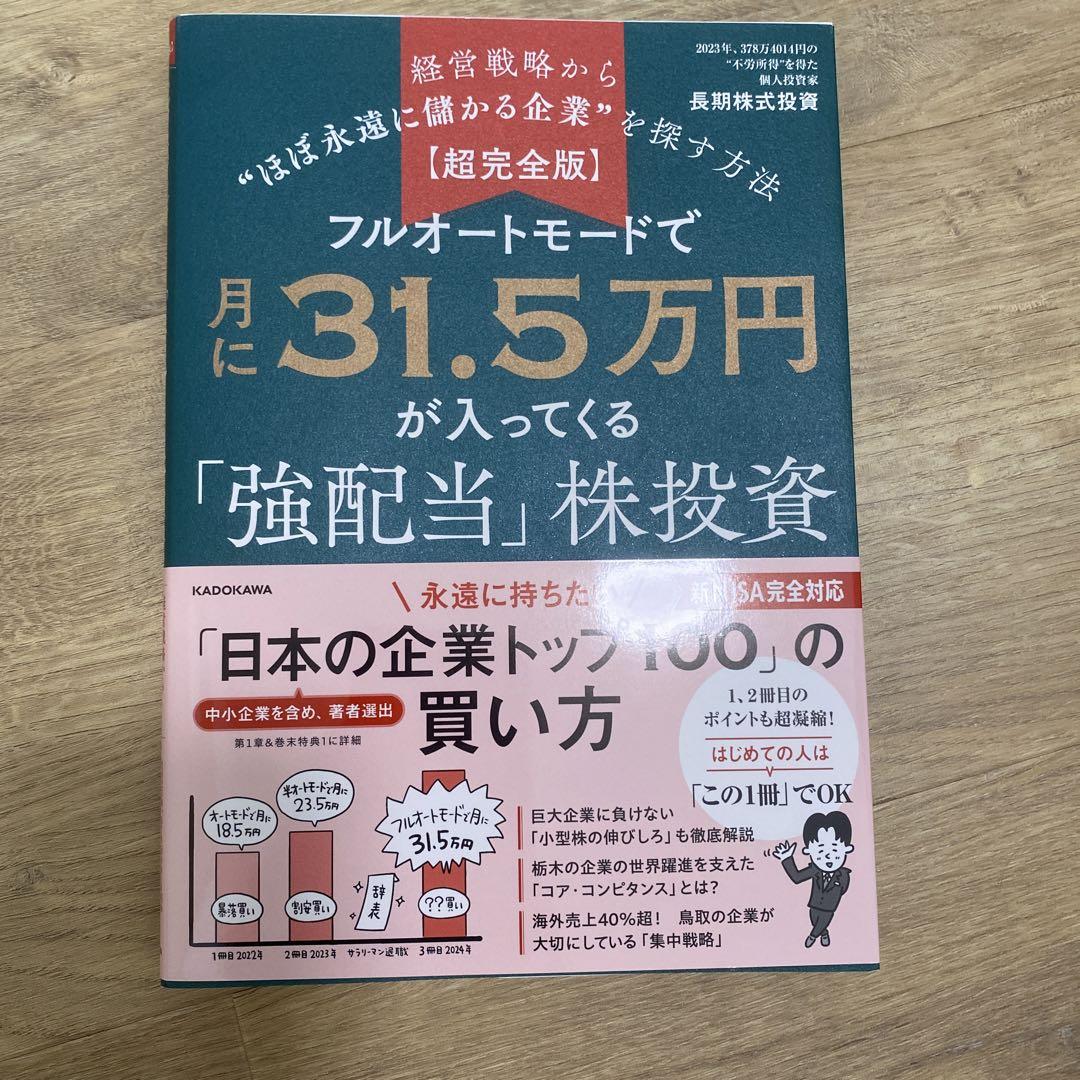 経営戦略から
“ほぼ永遠に儲かる企業”を探す方法
【超完全版】
2023年、378万4014円の
“不労所得”を得た
個人投資家
長期株式投資
フルオートモードで
月に31.5万円
が入ってくる
「強配当」株投資
KADOKAWA
永遠に持ちた
新NISA完全対応
「日本の企業トップ100」の
買い方
中小企業を含め、著者選出
第1章&巻末特典1に詳細
1、2冊目の
ポイントも超凝縮!
はじめての人は
「この1冊」でOK
オートモードで月に
18.5万円
半オートモードで月に
23.5万円
フルオートモードで月に
31.5万円
暴落買い
割安買い
辞表
??買い
1冊目2022年
2冊目2023年
サラリーマン退職
3冊目2024年
巨大企業に負けない
「小型株の伸びしろ」も徹底解説
栃木の企業の世界躍進を支えた
「コア・コンピタンス」とは?
海外売上40%超! 鳥取の企業が
大切にしている「集中戦略」